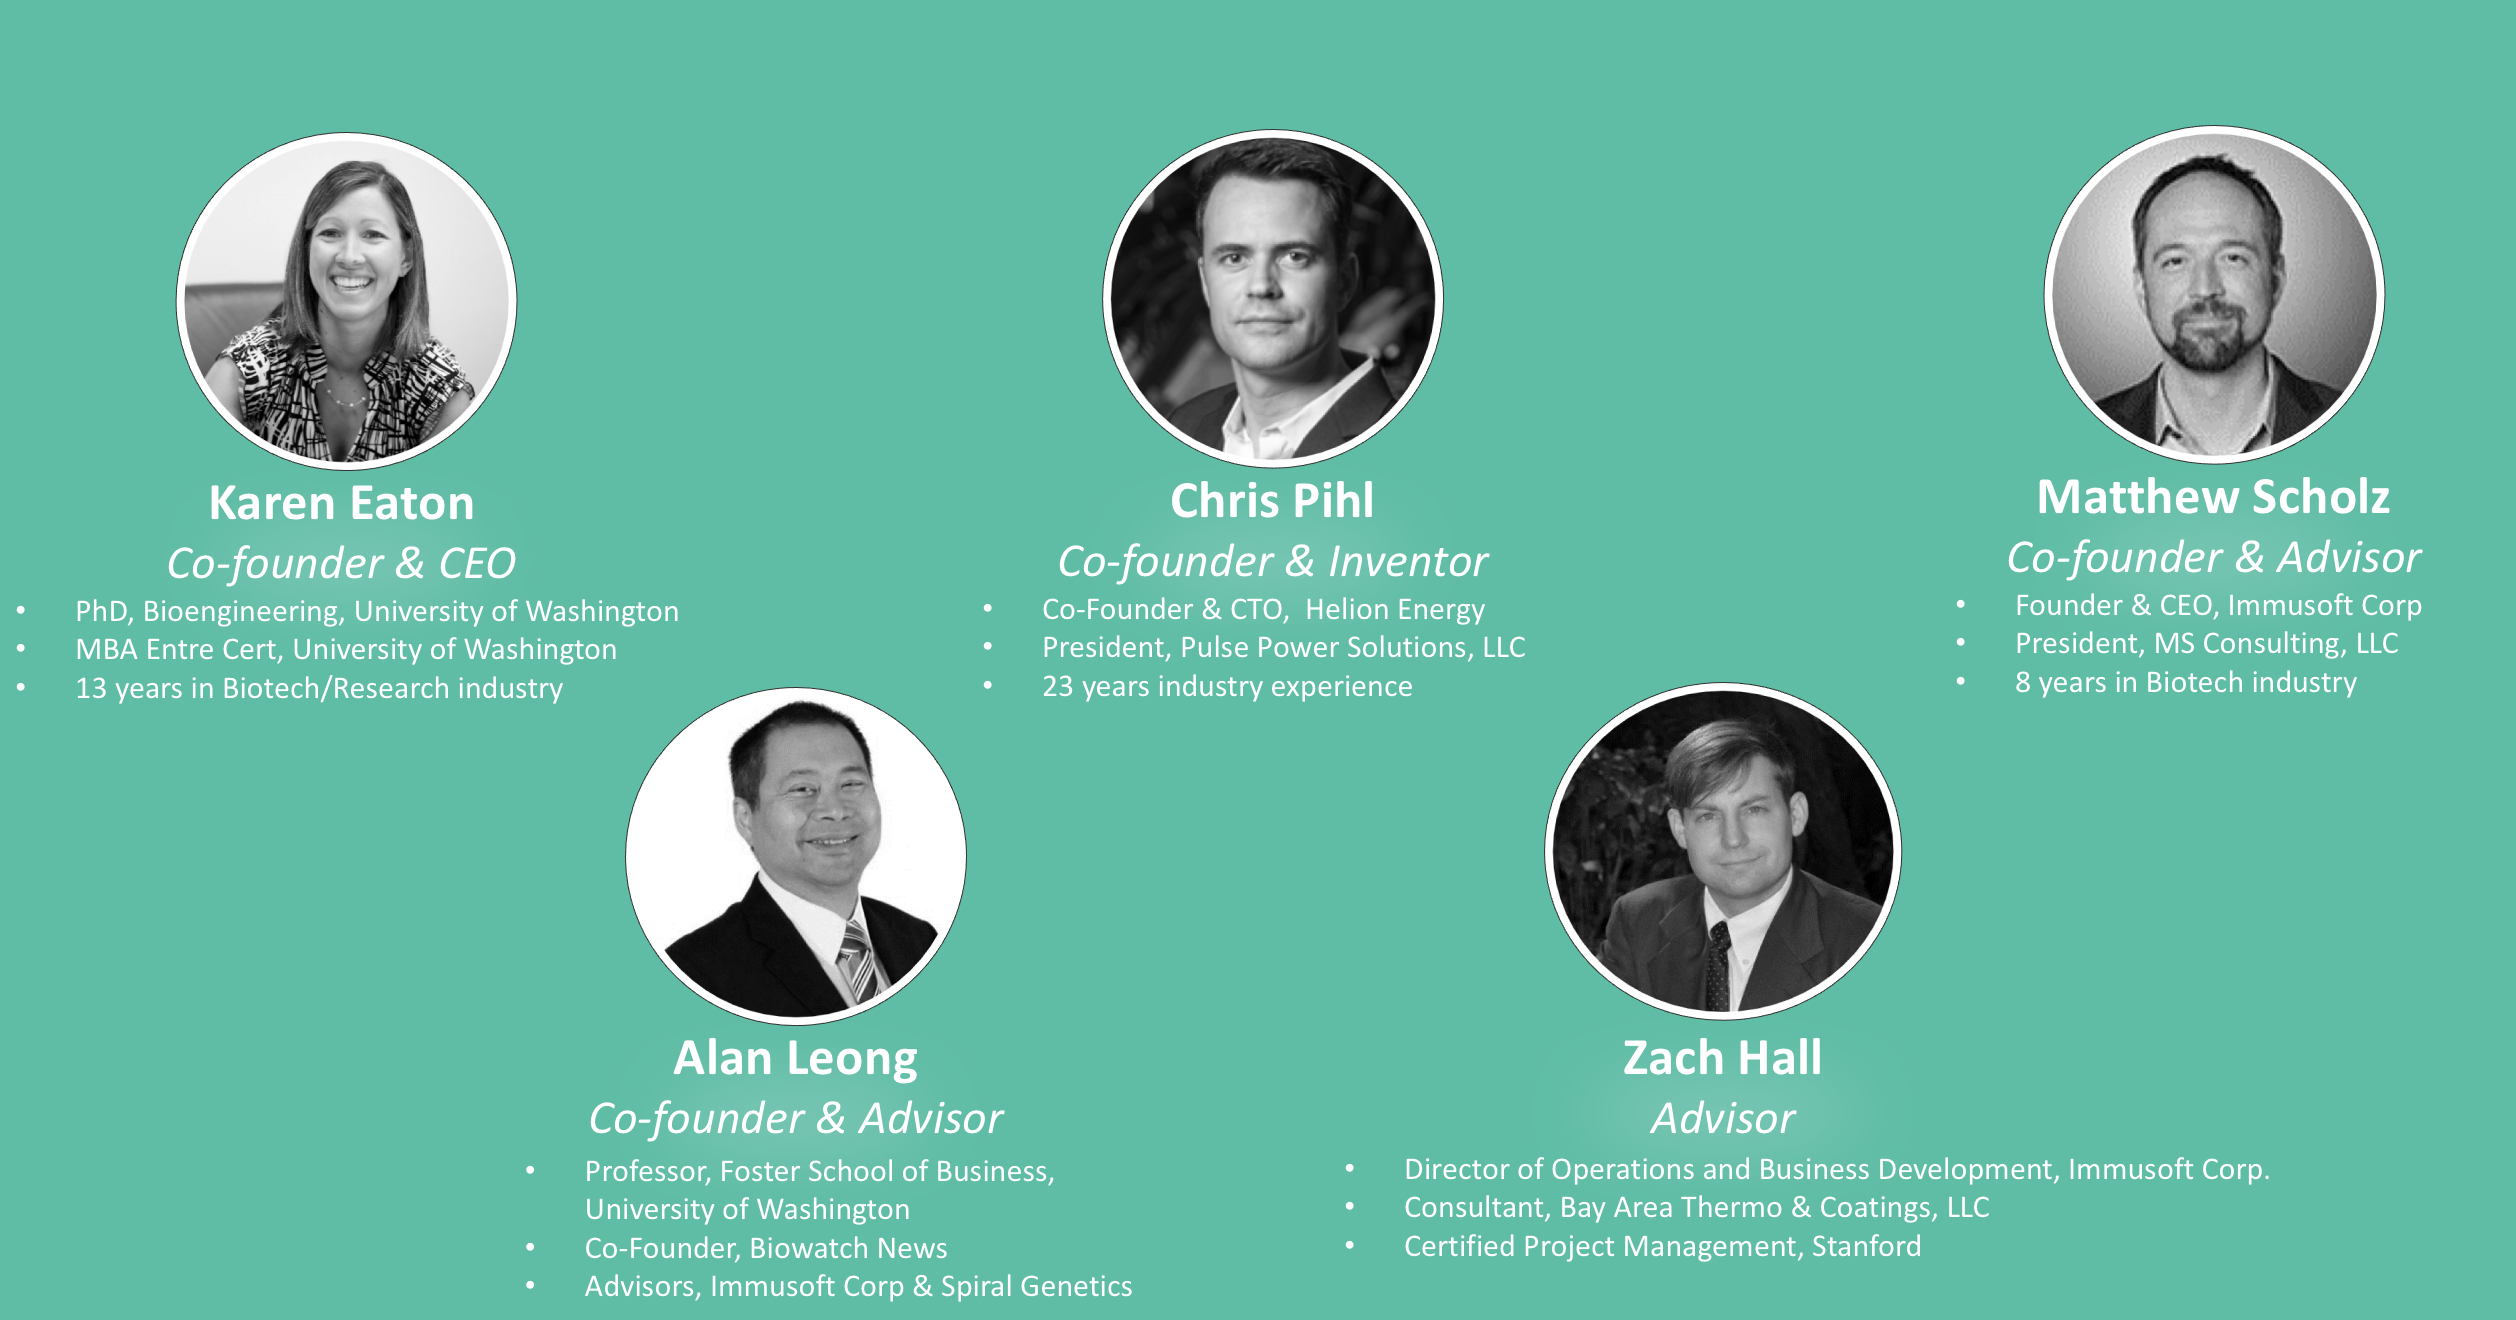 Karen Eaton
Co-founder & CEO
• PhD, Bioengineering, University of Washington
• MBA Entre Cert, University of Washington
• 13 years in Biotech/Research industry
Chris Pihl
Co-founder & Inventor
• Co-Founder & CTO,  Helion Energy
• President, Pulse Power Solutions, LLC
• 23 years industry experience
Matthew Scholz
Co-founder & Advisor
• Founder & CEO, Immusoft Corp
• President, MS Consulting, LLC
• 8 years in Biotech industry
Alan Leong
Co-founder & Advisor
• Professor, Foster School of Business,
University of Washington
• Co-Founder, Biowatch News
• Advisors, Immusoft Corp & Spiral Genetics
Zach Hall
Advisor
• Director of Operations and Business Development, Immusoft Corp.
• Consultant, Bay Area Thermo & Coatings, LLC
• Certified Project Management, Stanford